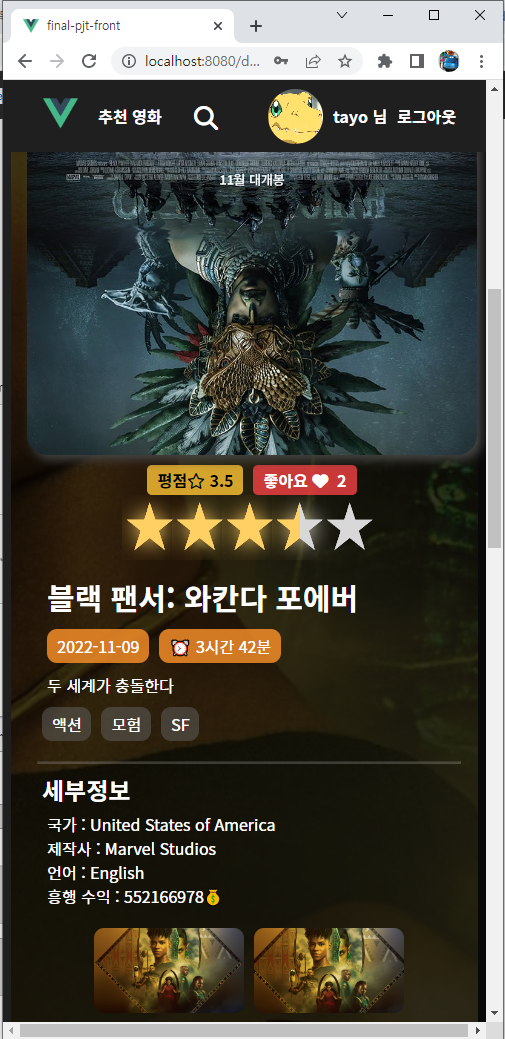 final-pjt-front
localhost:8080/d...
추천 영화
tayo 님 로그아웃
11월 대개봉
평점☆ 3.5
좋아요 ♥ 2
블랙 팬서: 와칸다 포에버
2022-11-09
⏰ 3시간 42분
두 세계가 충돌한다
액션 모험 SF
세부정보
국가 : United States of America
제작사 : Marvel Studios
언어 : English
흥행 수익 : 552166978💰